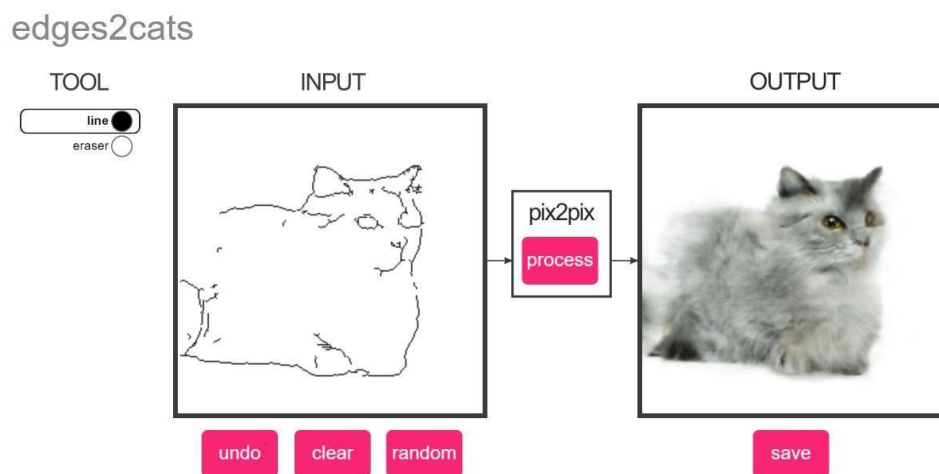 edges2cats
TOOL
INPUT
OUTPUT
line
eraser
pix2pix
process
undo
clear
random
save